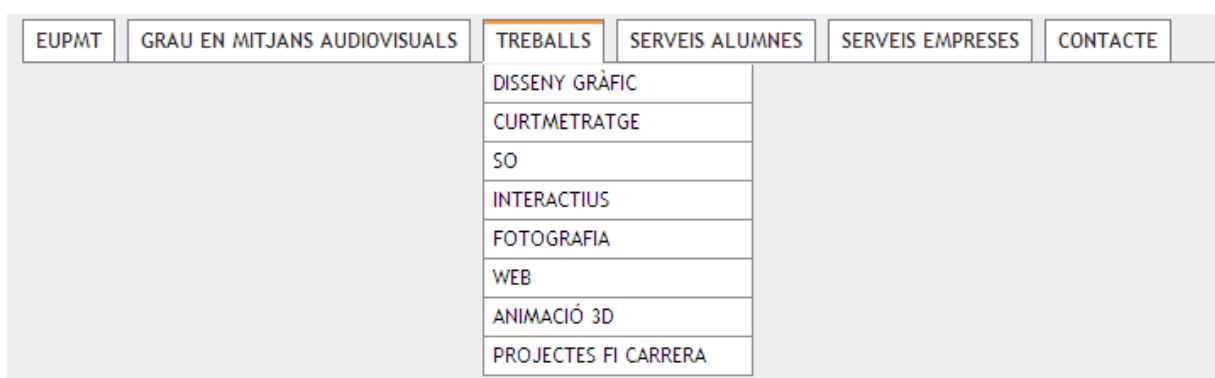 EUPMT GRAU EN MITJANS AUDIOVISUALS TREBALLS SERVEIS ALUMNES SERVEIS EMPRESES CONTACTE
DISSENY GRÀFIC
CURTMETRATGE
SO
INTERACTIUS
FOTOGRAFIA
WEB
ANIMACIÓ 3D
PROJECTES FI CARRERA